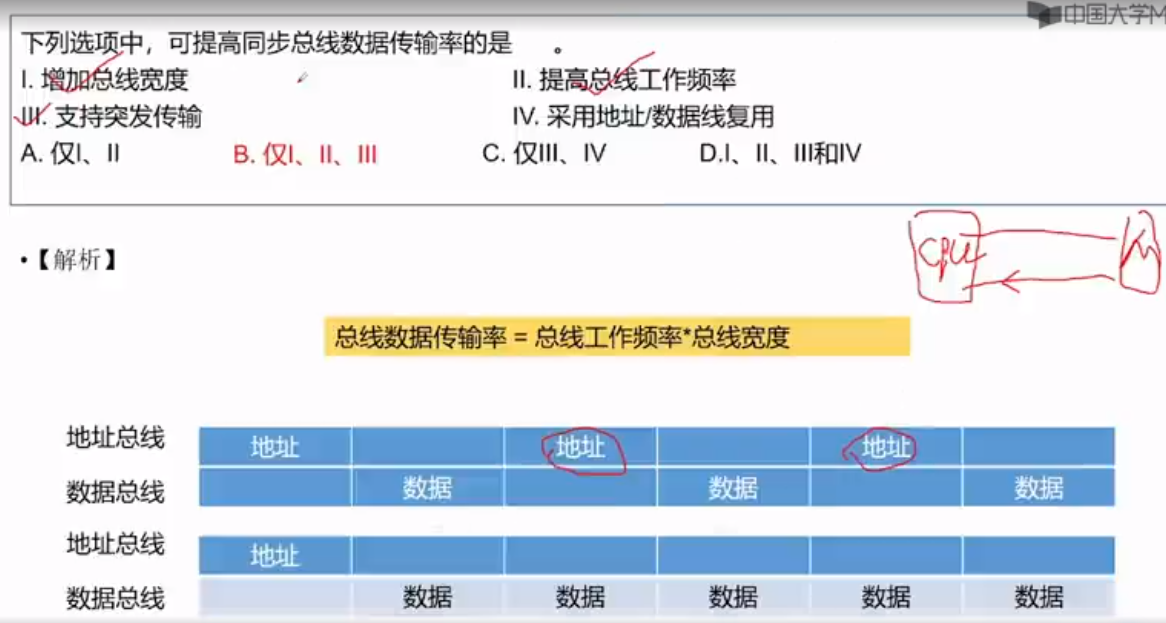 中国大学M
下列选项中，可提高同步总线数据传输率的是 。
I. 增加总线宽度 II. 提高总线工作频率
III. 支持突发传输 IV. 采用地址/数据线复用
A. 仅I、II B. 仅I、II、III C. 仅III、IV D.I、II、III和IV
•【解析】
CPU M
总线数据传输率 = 总线工作频率*总线宽度
地址总线 地址 地址 地址
数据总线 数据 数据 数据
地址总线 地址
数据总线 数据 数据 数据 数据 数据